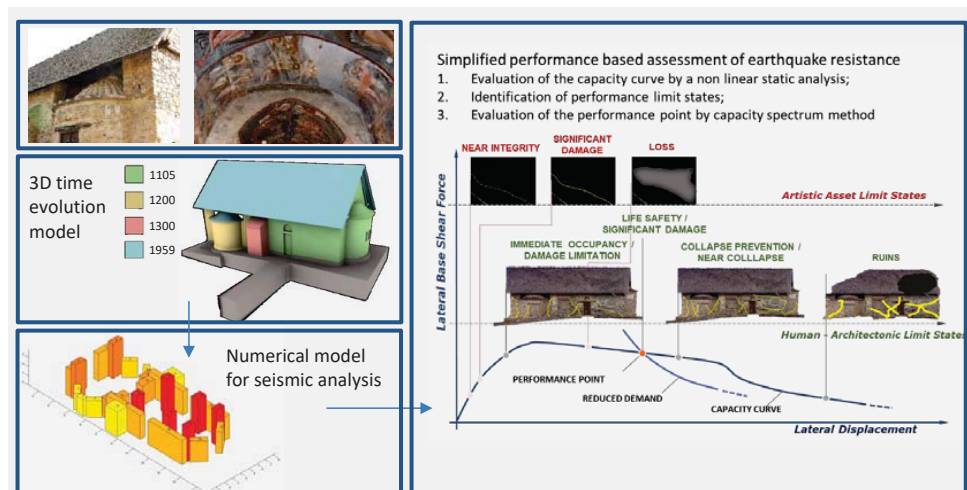 3D time
evolution
model
1105
1200
1300
1959
Numerical model
for seismic analysis
Simplified performance based assessment of earthquake resistance
1. Evaluation of the capacity curve by a non linear static analysis;
2. Identification of performance limit states;
3. Evaluation of the performance point by capacity spectrum method
NEAR INTEGRITY
SIGNIFICANT
DAMAGE
LOSS
Artistic Asset Limit States
LIFE SAFETY /
SIGNIFICANT DAMAGE
IMMEDIATE OCCUPANCY /
DAMAGE LIMITATION
COLLAPSE PREVENTION /
NEAR COLLLAPSE
RUINS
Human - Architectonic Limit States
PERFORMANCE POINT
REDUCED DEMAND
CAPACITY CURVE
Lateral Base Shear Force
Lateral Displacement